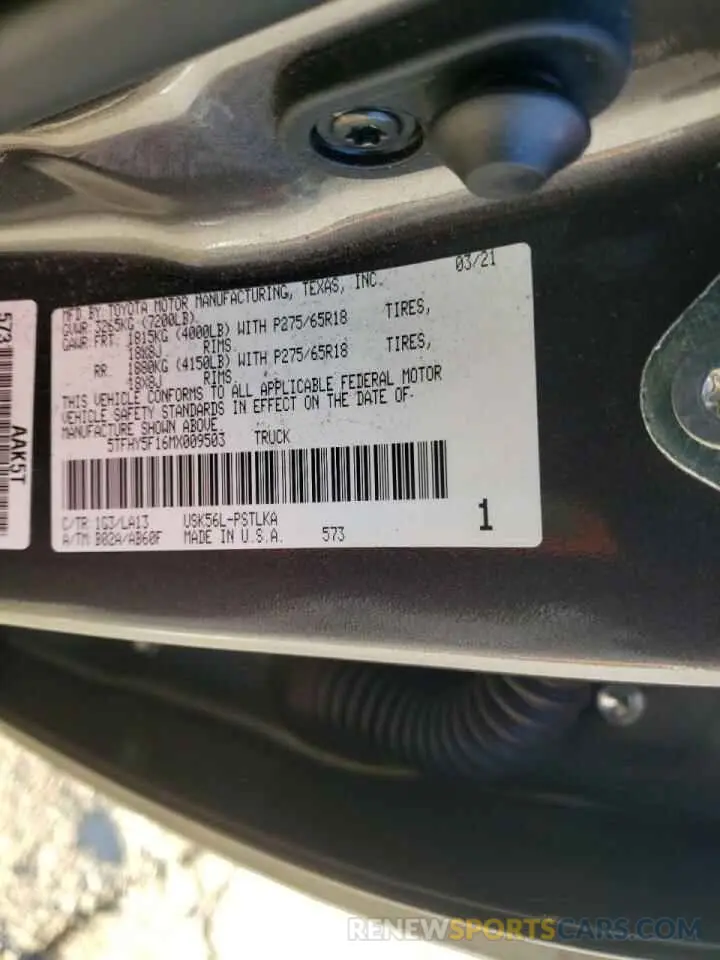 03/21
MFD.BY:TOYOTA MOTOR MANUFACTURING, TEXAS, INC.
GVWR:3265KG (7200LB).
GAWR FRT. 1815KG (4000LB) WITH P275/65R18 TIRES,
18X8J RIMS.
RR. 1880KG (4150LB) WITH P275/65R18 TIRES,
18X8J RIMS.
THIS VEHICLE CONFORMS TO ALL APPLICABLE FEDERAL MOTOR
VEHICLE SAFETY STANDARDS IN EFFECT ON THE DATE OF
MANUFACTURE SHOWN ABOVE.
5TFHY5F16MX009503 TRUCK
C/TR:1G3/LA13 USK56L-PSTLKA
A/TM:B02A/AB60F MADE IN U.S.A. 573
1
573
AAK5T
RENEWSPORTSCARS.COM